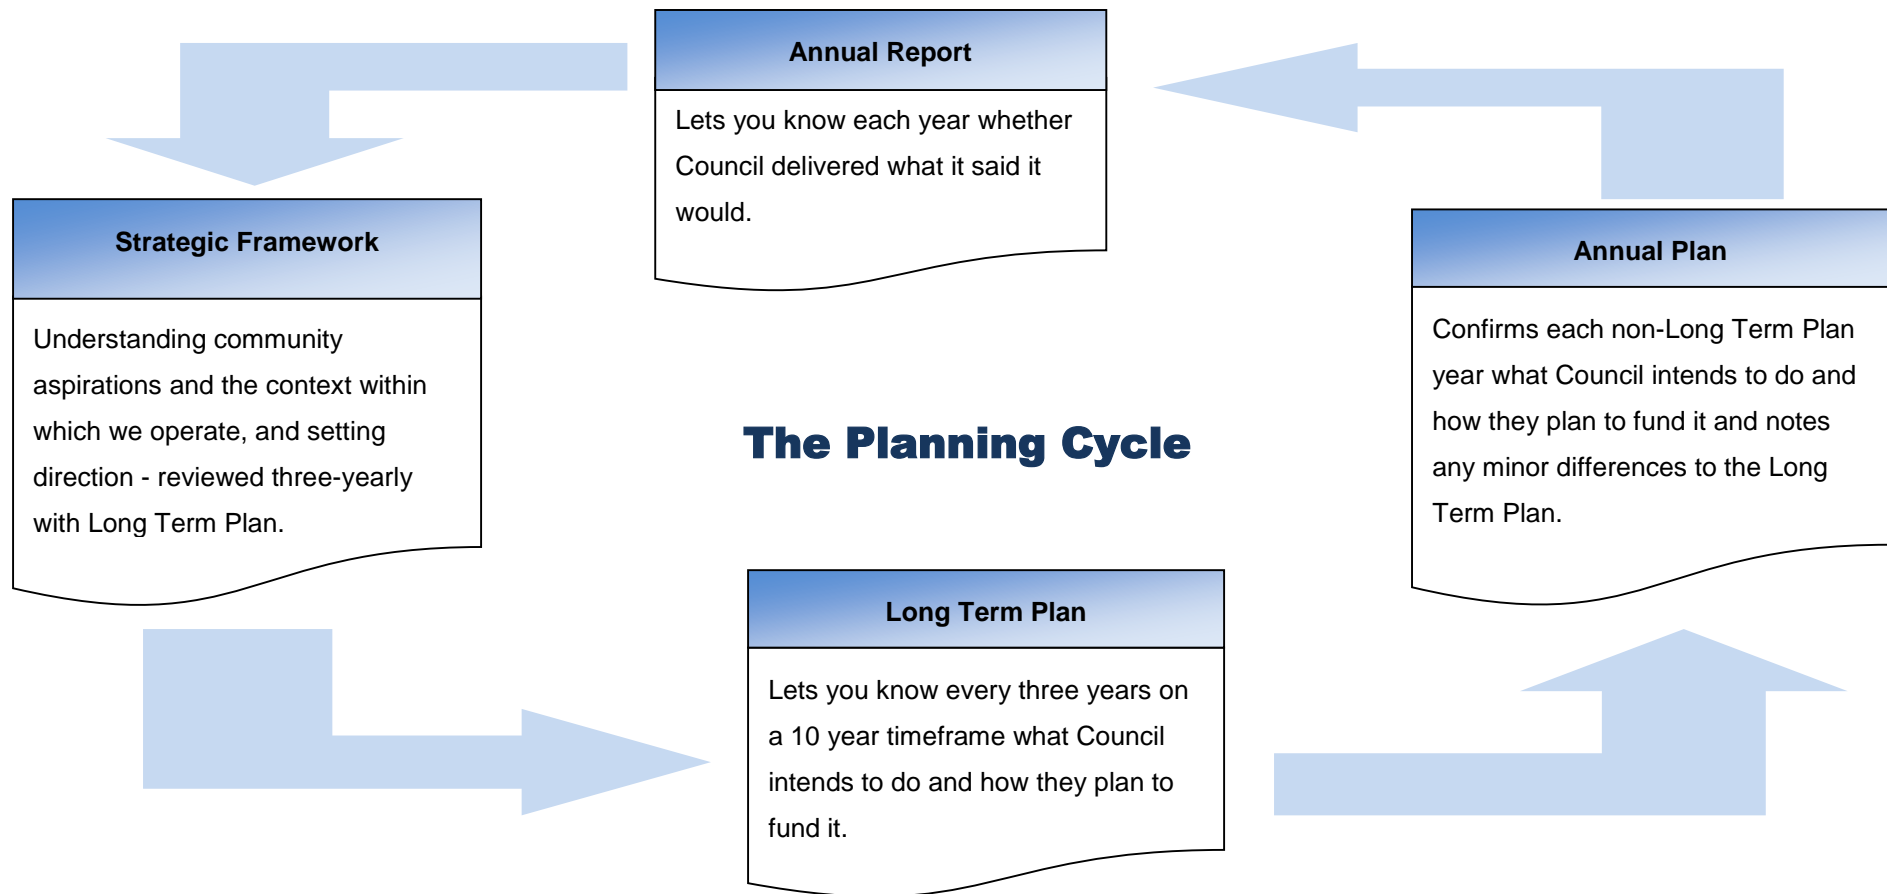 Annual Report
Lets you know each year whether
Council delivered what it said it
would.
Strategic Framework
Understanding community
aspirations and the context within
which we operate, and setting
direction - reviewed three-yearly
with Long Term Plan.
The Planning Cycle
Annual Plan
Confirms each non-Long Term Plan
year what Council intends to do and
how they plan to fund it and notes
any minor differences to the Long
Term Plan.
Long Term Plan
Lets you know every three years on
a 10 year timeframe what Council
intends to do and how they plan to
fund it.